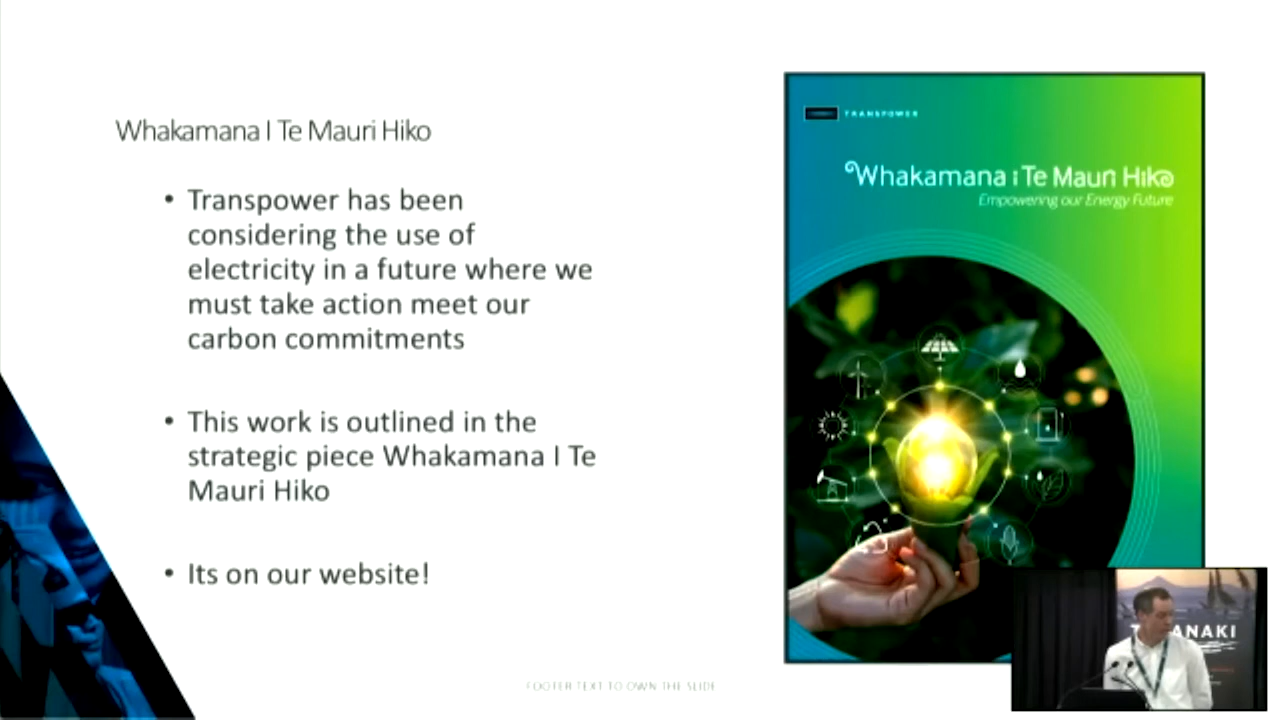 Whakamana I Te Mauri Hiko
• Transpower has been
considering the use of
electricity in a future where we
must take action meet our
carbon commitments
• This work is outlined in the
strategic piece Whakamana I Te
Mauri Hiko
• Its on our website!
TRANSPOWER
Whakamana i Te Mauri Hiko
Empowering our Energy Future
FOOTER TEXT TO OWN THE SLIDE
ANAKI